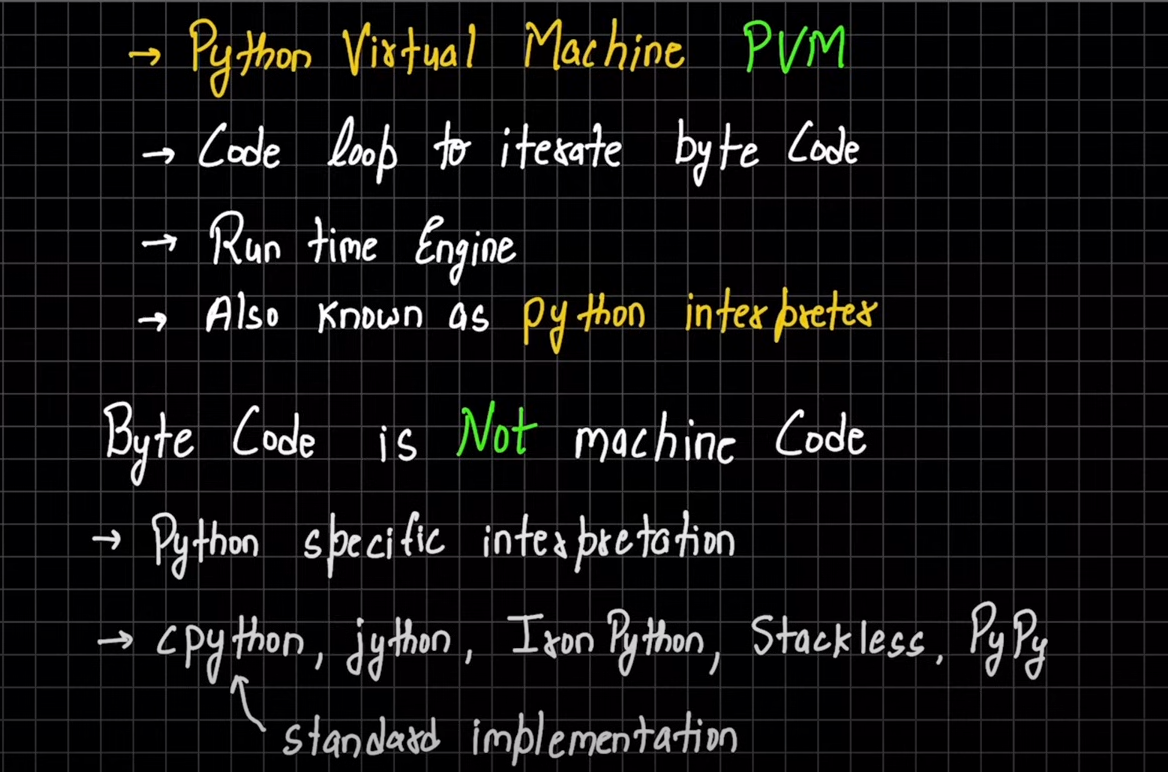 → Python Virtual Machine PVM
→ Code loop to iterate byte Code
→ Run time Engine
→ Also known as python interpreter
Byte Code is Not machine Code
→ Python specific interpretation
→ cpython, jython, Iron Python, Stackless, PyPy
standard implementation